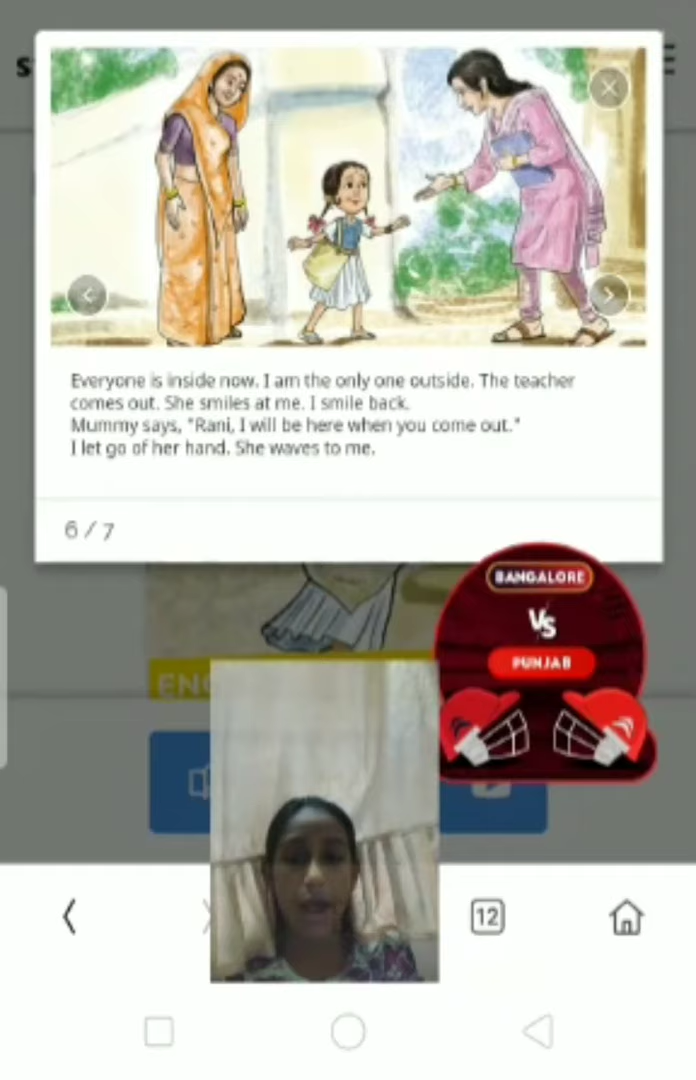 s
Everyone is inside now. I am the only one outside. The teacher
comes out. She smiles at me. I smile back.
Mummy says, "Rani, I will be here when you come out."
I let go of her hand. She waves to me.
6 / 7
BANGALORE
VS
PUNJAB
ENG
12